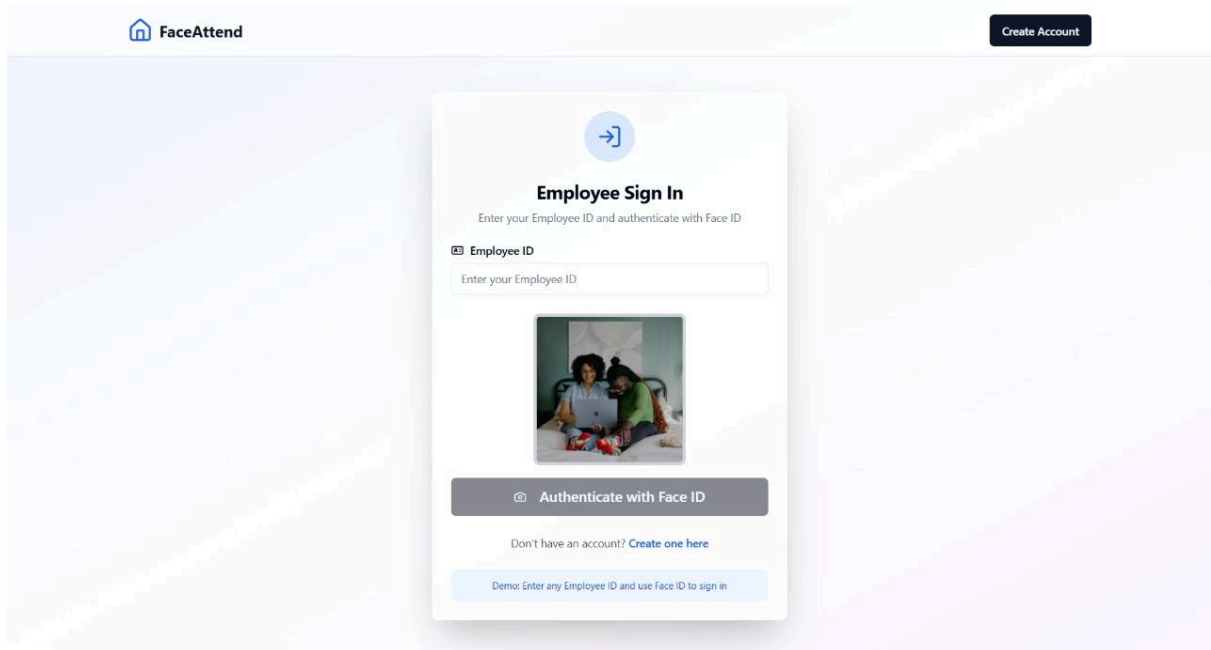 FaceAttend
Create Account
Employee Sign In
Enter your Employee ID and authenticate with Face ID
Employee ID
Enter your Employee ID
Authenticate with Face ID
Don't have an account? Create one here
Demo: Enter any Employee ID and use Face ID to sign in